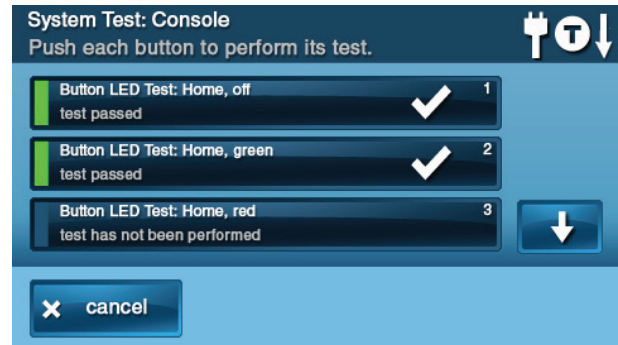 System Test: Console
Push each button to perform its test.
T
Button LED Test: Home, off
1
test passed
Button LED Test: Home, green
2
test passed
Button LED Test: Home, red
3
test has not been performed
cancel